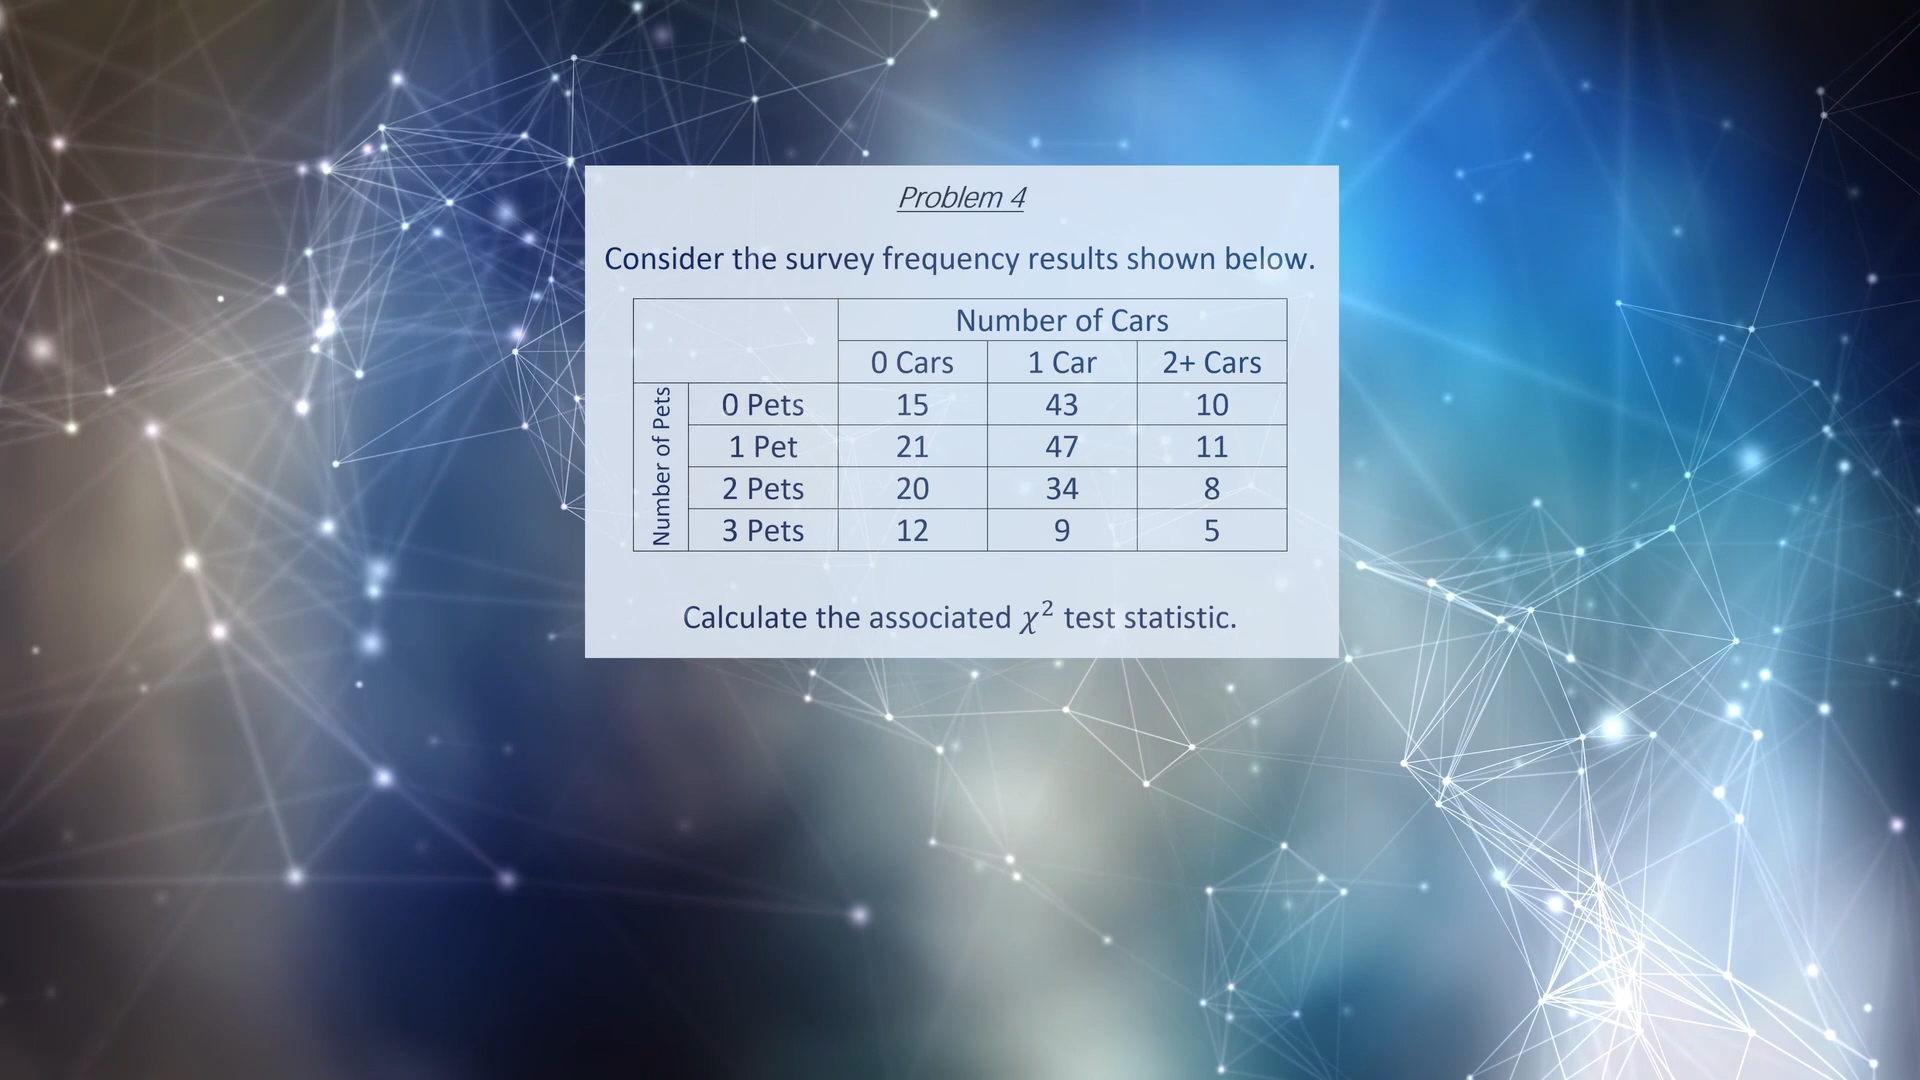 Problem 4
Consider the survey frequency results shown below.
Number of Cars
0 Cars 1 Car 2+ Cars
Number of Pets
0 Pets 15 43 10
1 Pet 21 47 11
2 Pets 20 34 8
3 Pets 12 9 5
Calculate the associated χ² test statistic.